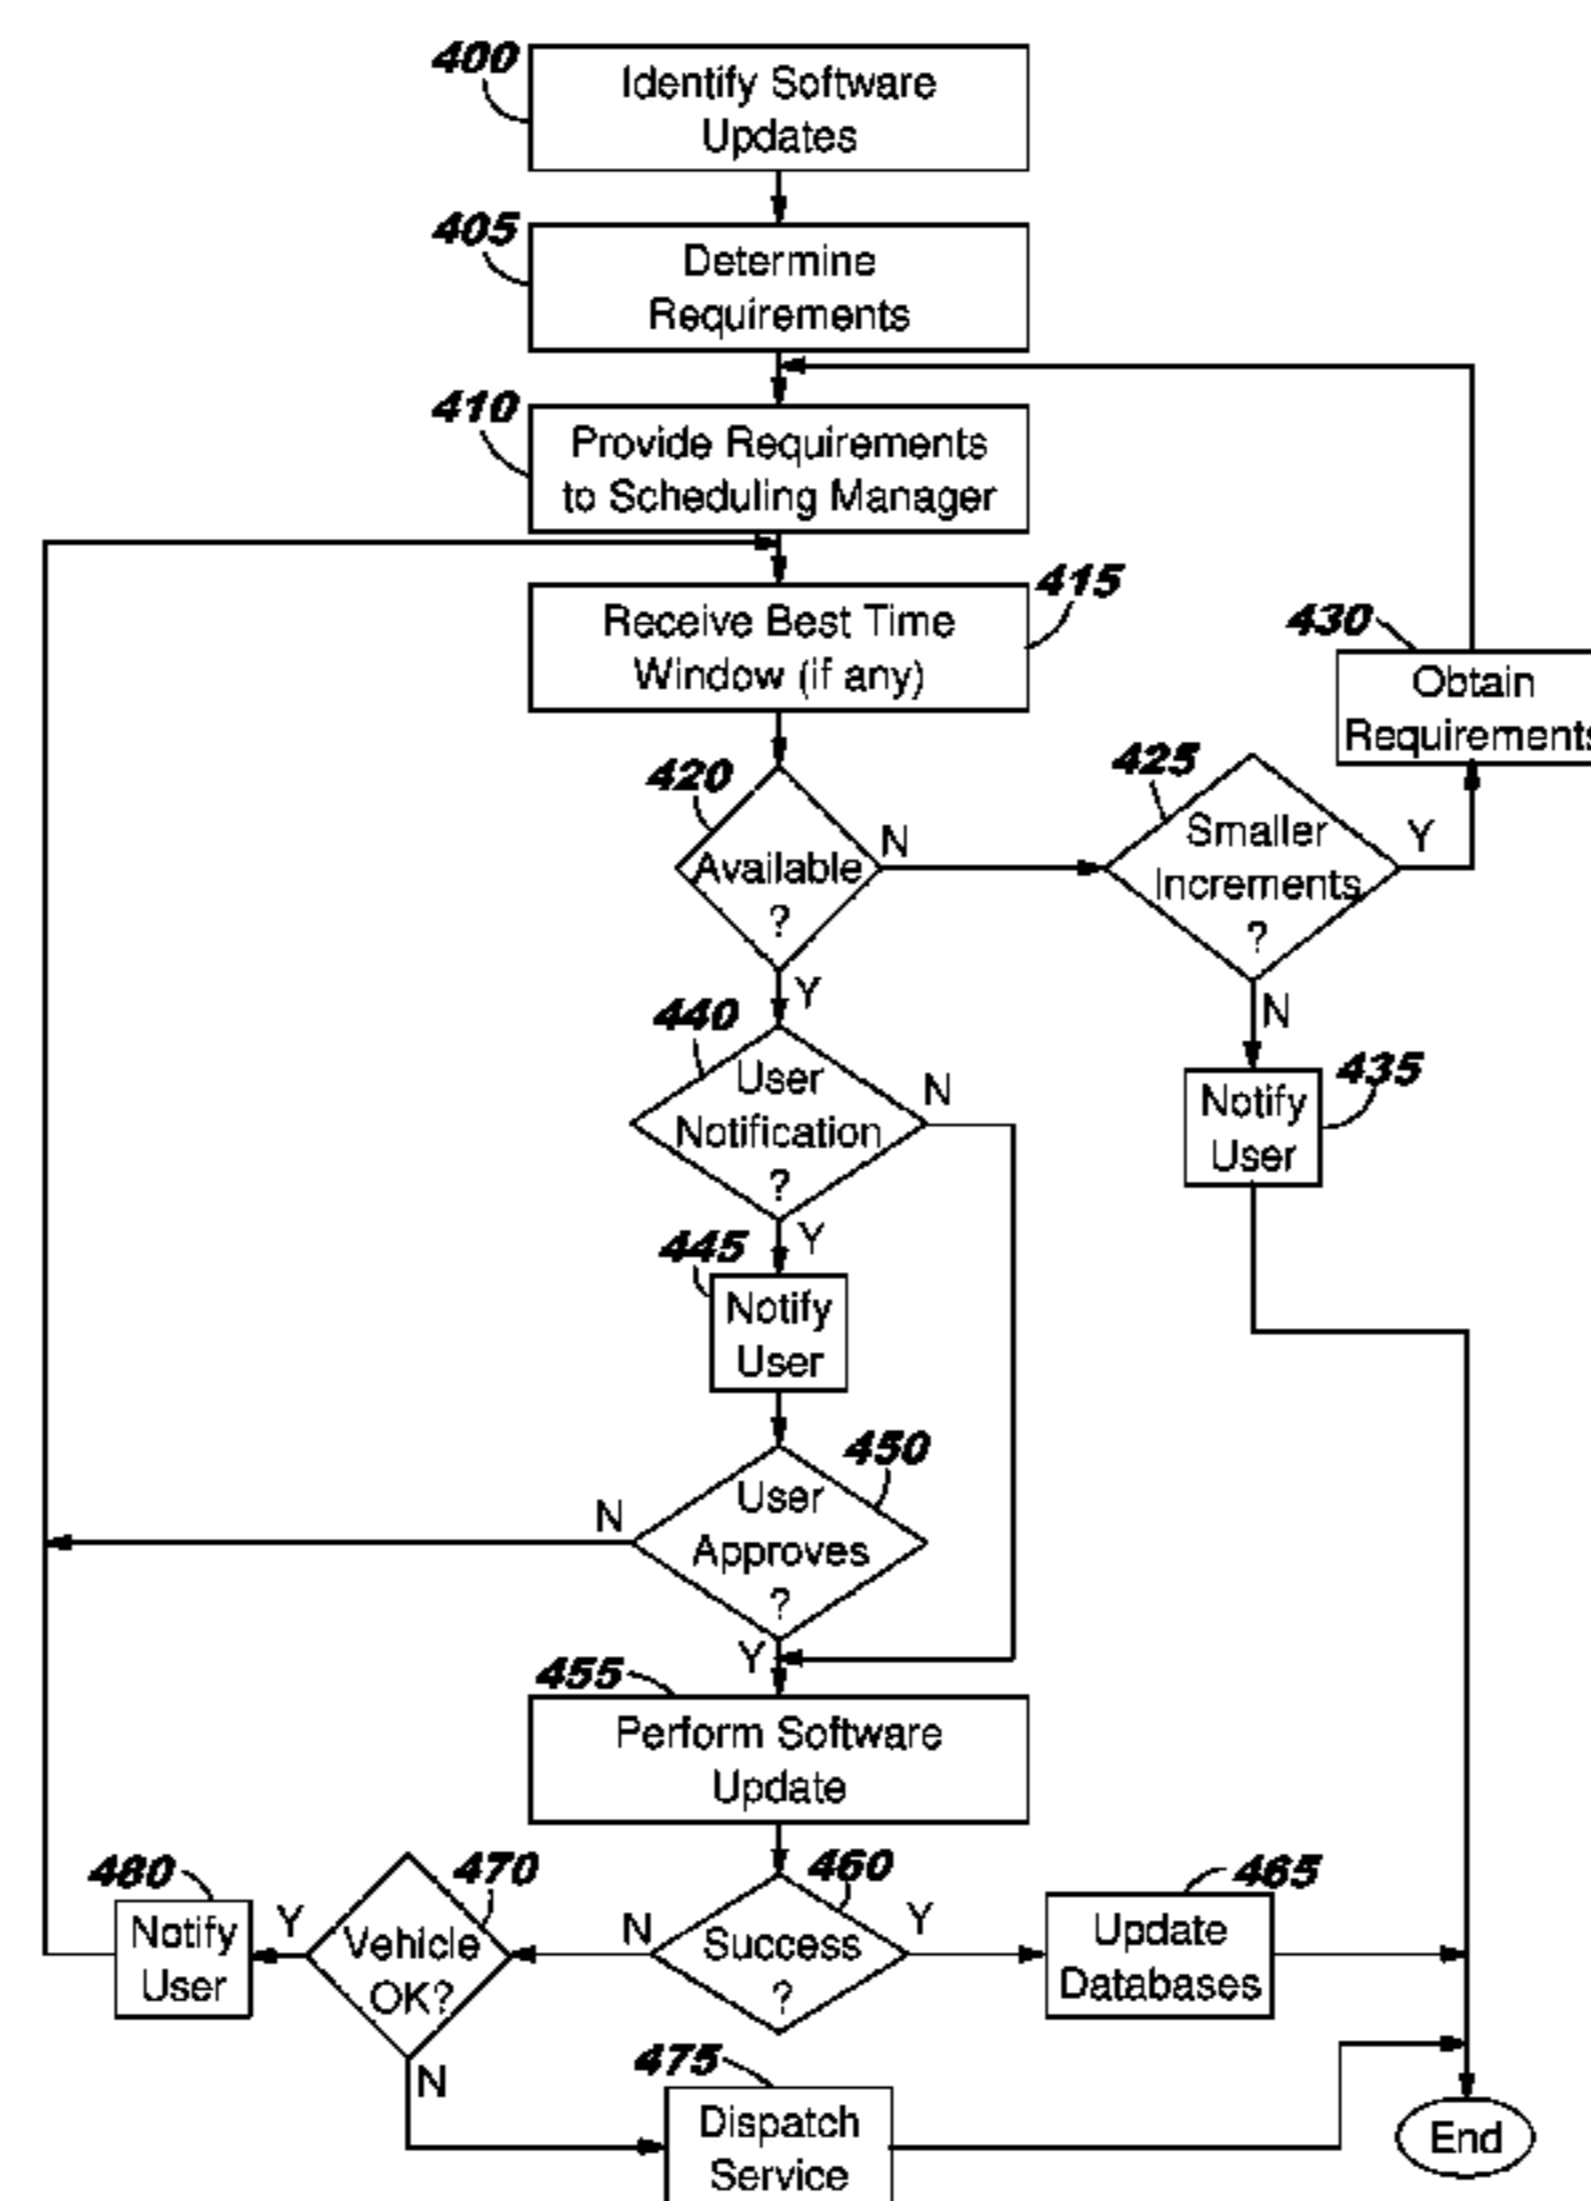 400
Identify Software
Updates
405
Determine
Requirements
410
Provide Requirements
to Scheduling Manager
415
Receive Best Time
Window (if any)
430
Obtain
Requirements
420
Available
?
N
Y
425
Smaller
Increments
?
Y
N
440
User
Notification
?
N
Y
435
Notify
User
445
Notify
User
450
User
Approves
?
N
Y
455
Perform Software
Update
460
Success
?
N
Y
465
Update
Databases
470
Vehicle
OK?
Y
N
480
Notify
User
475
Dispatch
Service
End